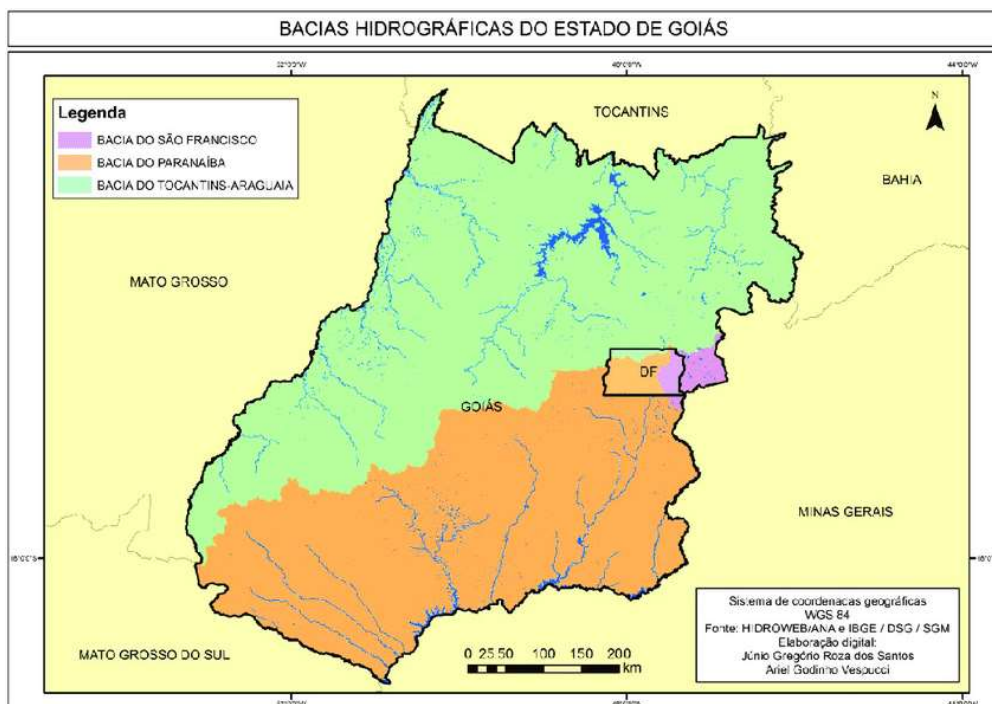 BACIAS HIDROGRÁFICAS DO ESTADO DE GOIÁS
Legenda
BACIA DO SÃO FRANCISCO
BACIA DO PARANAÍBA
BACIA DO TOCANTINS-ARAGUAIA
N
TOCANTINS
BAHIA
MATO GROSSO
DF
GOIÁS
MINAS GERAIS
MATO GROSSO DO SUL
0 25 50 100 150 200
km
Sistema de coordenadas geográficas
WGS 84
Fonte: HIDROWEB/ANA e IBGE / DSG / SGM
Elaboração digital:
Júnio Gregório Roza dos Santos
Ariel Godinho Vespucci